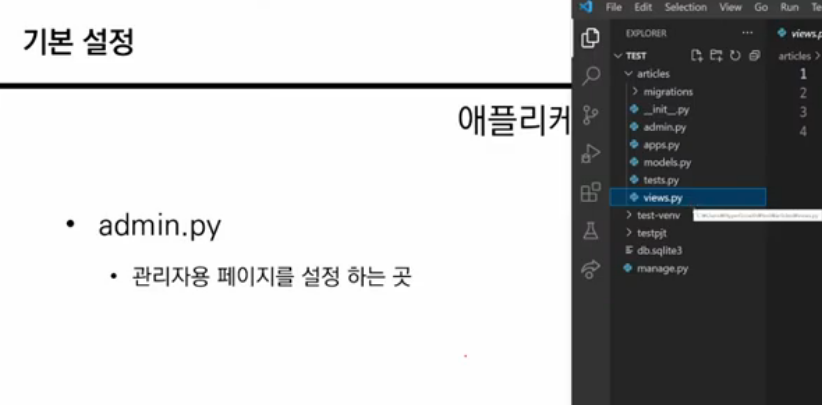 기본 설정
애플리케
• admin.py
• 관리자용 페이지를 설정 하는 곳
File Edit Selection View Go Run Te
EXPLORER ...
views.p
TEST
articles >
articles
migrations
__init__.py
admin.py
apps.py
models.py
tests.py
views.py
test-venv
testpjt
db.sqlite3
manage.py
1
2
3
4